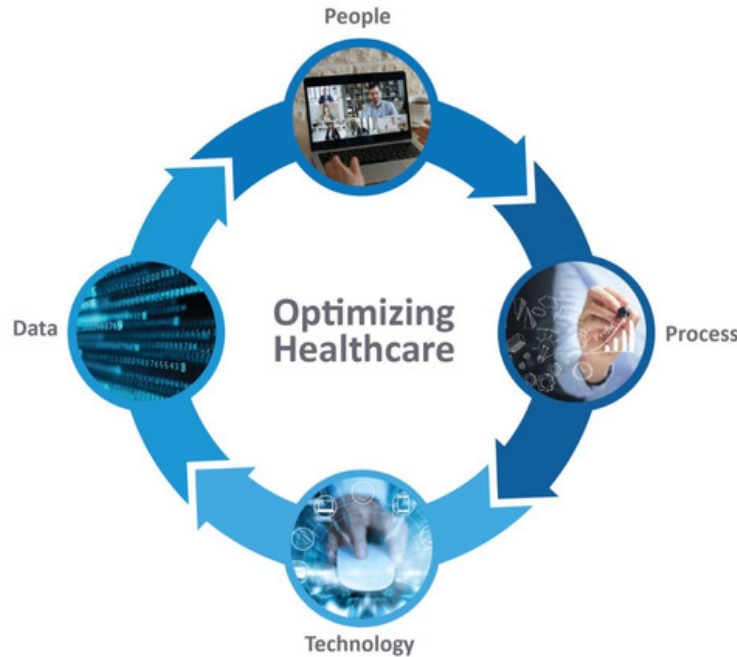 People
Optimizing
Healthcare
Data
Process
Technology